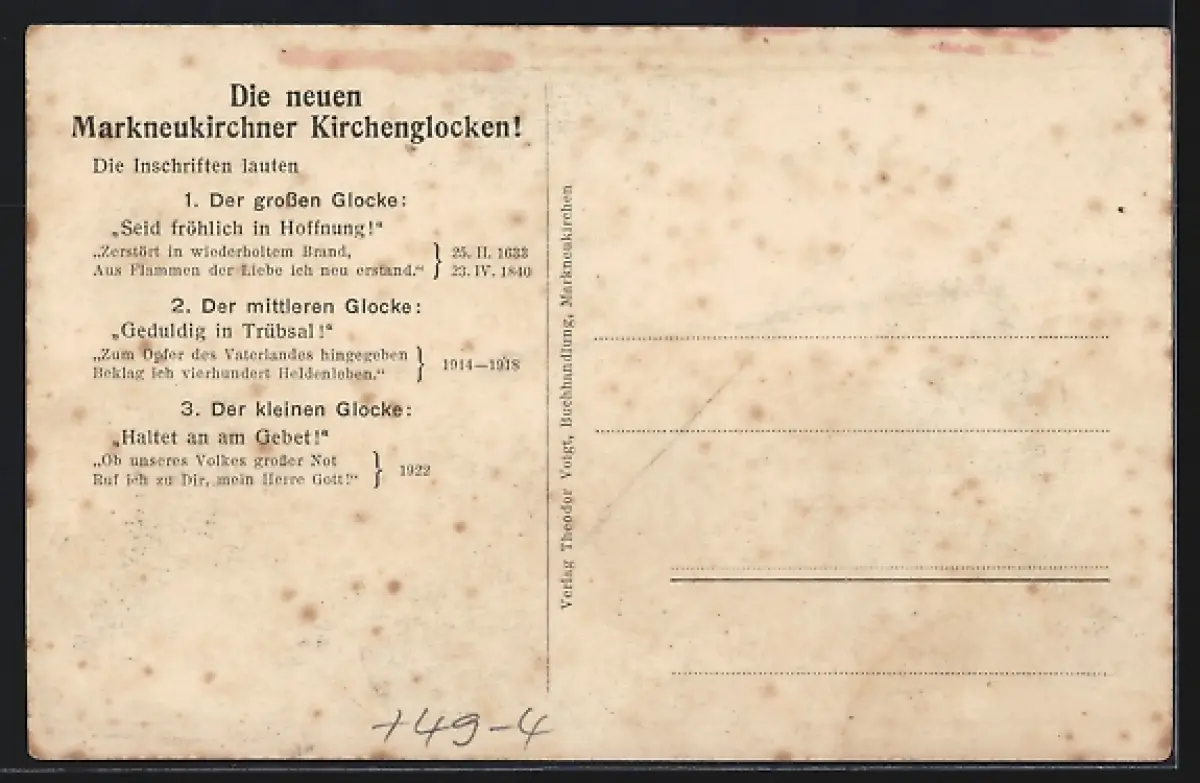 Die neuen
Markneukirchner Kirchenglocken!
Die Inschriften lauten
1. Der großen Glocke:
„Seid fröhlich in Hoffnung!“
„Zerstört in wiederholtem Brand, } 25. II. 1633
Aus Flammen der Liebe ich neu erstand.“ } 23. IV. 1840
2. Der mittleren Glocke:
„Geduldig in Trübsal!“
„Zum Opfer des Vaterlandes hingegeben
Beklag ich vierhundert Heldenleben.“ } 1914—1918
3. Der kleinen Glocke:
„Haltet an am Gebet!“
„Ob unseres Volkes großer Not
Ruf ich zu Dir, mein Herre Gott!“ } 1922
Verlag Theodor Voigt, Buchhandlung, Markneukirchen
+49-4